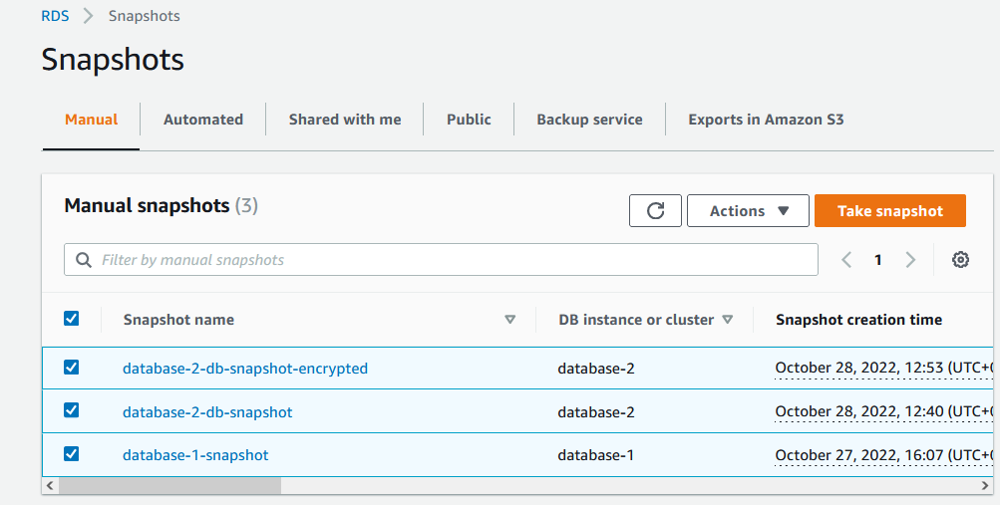 RDS > Snapshots
Snapshots
Manual Automated Shared with me Public Backup service Exports in Amazon S3
Manual snapshots (3)
Actions Take snapshot
Filter by manual snapshots 1
Snapshot name DB instance or cluster Snapshot creation time
database-2-db-snapshot-encrypted database-2 October 28, 2022, 12:53 (UTC+0
database-2-db-snapshot database-2 October 28, 2022, 12:40 (UTC+0
database-1-snapshot database-1 October 27, 2022, 16:07 (UTC+0